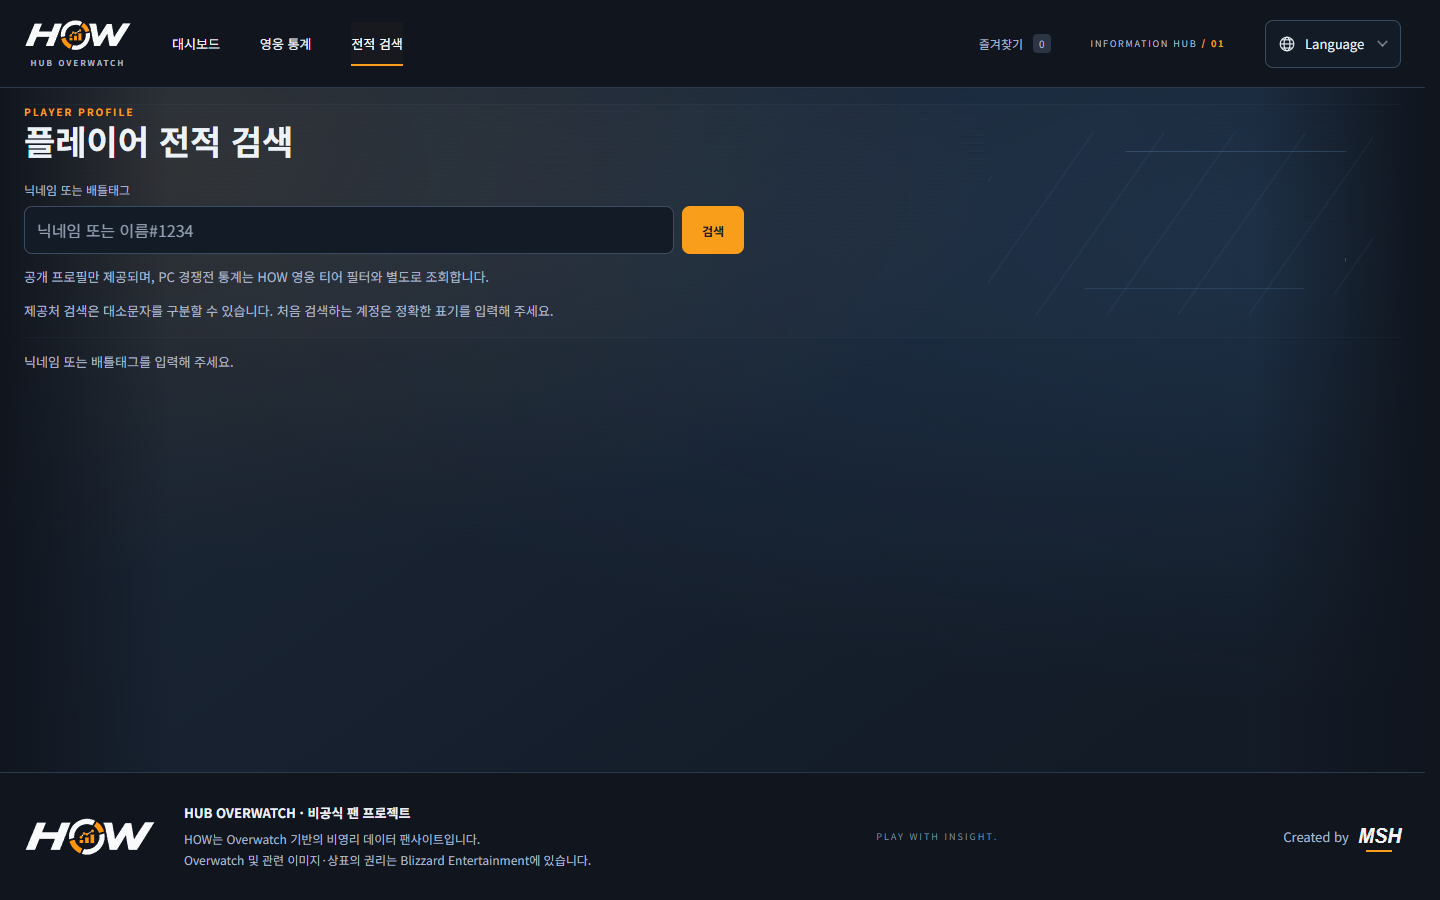 HOW
HUB OVERWATCH
대시보드
영웅 통계
전적 검색
즐겨찾기 0
INFORMATION HUB / 01
Language
PLAYER PROFILE
플레이어 전적 검색
닉네임 또는 배틀태그
닉네임 또는 이름#1234
검색
공개 프로필만 제공되며, PC 경쟁전 통계는 HOW 영웅 티어 필터와 별도로 조회합니다.
제공처 검색은 대소문자를 구분할 수 있습니다. 처음 검색하는 계정은 정확한 표기를 입력해 주세요.
닉네임 또는 배틀태그를 입력해 주세요.
HOW
HUB OVERWATCH · 비공식 팬 프로젝트
HOW는 Overwatch 기반의 비영리 데이터 팬사이트입니다.
Overwatch 및 관련 이미지·상표의 권리는 Blizzard Entertainment에 있습니다.
PLAY WITH INSIGHT.
Created by MSH